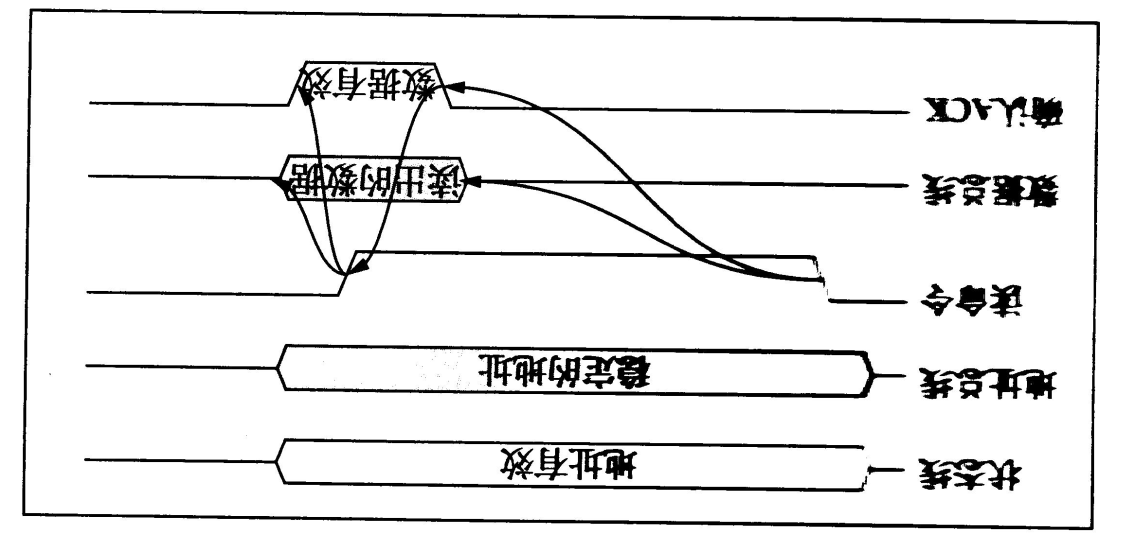 状态线
地址有效
地址总线
稳定的地址
读命令
数据总线
读出的数据
确认ACK
数据有效